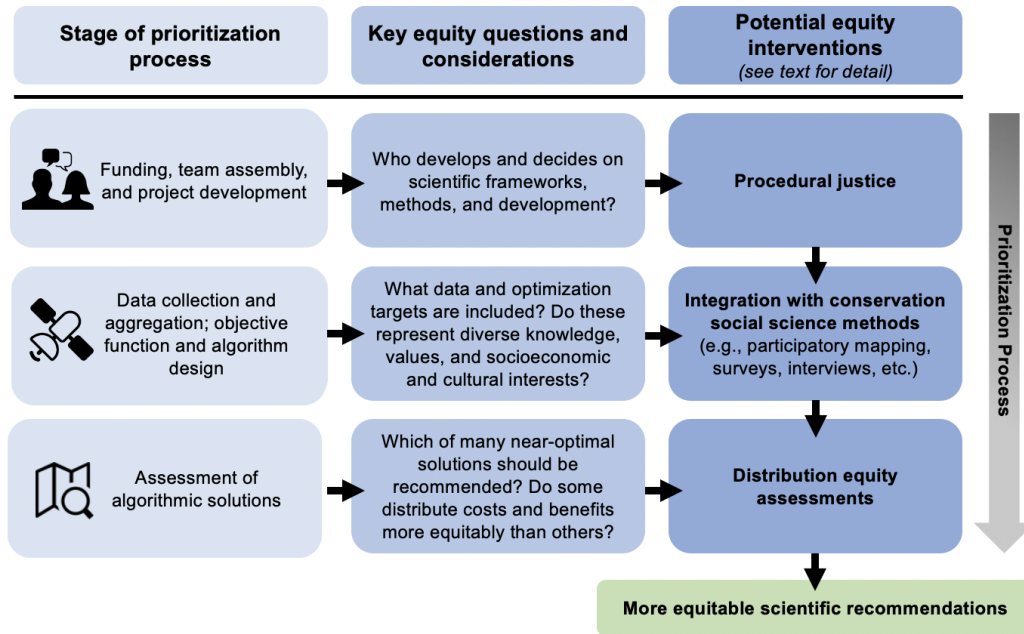 Stage of prioritization
process
Key equity questions and
considerations
Potential equity
interventions
(see text for detail)
Funding, team assembly,
and project development
Who develops and decides on
scientific frameworks,
methods, and development?
Procedural justice
Data collection and
aggregation; objective
function and algorithm
design
What data and optimization
targets are included? Do these
represent diverse knowledge,
values, and socioeconomic
and cultural interests?
Integration with conservation
social science methods
(e.g., participatory mapping,
surveys, interviews, etc.)
Assessment of
algorithmic solutions
Which of many near-optimal
solutions should be
recommended? Do some
distribute costs and benefits
more equitably than others?
Distribution equity
assessments
Prioritization Process
More equitable scientific recommendations